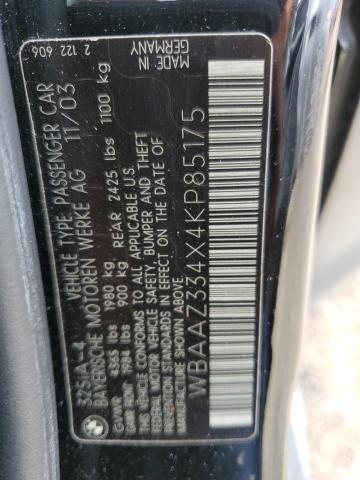 325iA-4 VEHICLE TYPE: PASSENGER CAR 2 122 606
BAYERISCHE MOTOREN WERKE AG 11/03 MADE IN GERMANY
GVWR 4365 lbs 1980 kg
GAWR FRONT 1984 lbs 900 kg, REAR 2425 lbs 1100 kg
THIS VEHICLE CONFORMS TO ALL APPLICABLE U.S.
FEDERAL MOTOR VEHICLE SAFETY, BUMPER AND THEFT
PREVENTION STANDARDS IN EFFECT ON THE DATE OF
MANUFACTURE SHOWN ABOVE
WBAAZ334X4KP85175